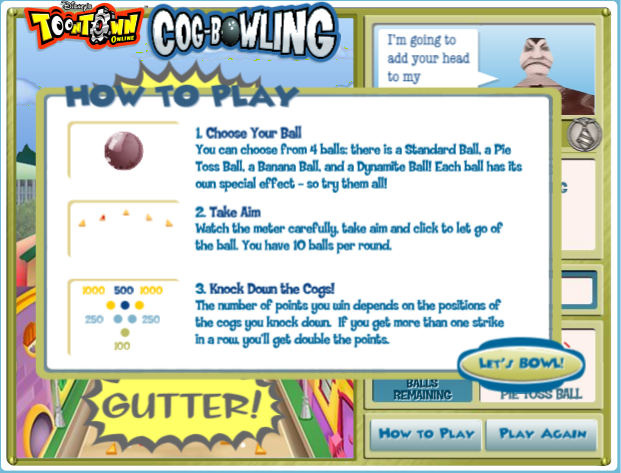 Disney's
TOONTOWN
ONLINE
COG-BOWLING
I'm going to
add your head
to my
HOW TO PLAY
1. Choose Your Ball
You can choose from 4 balls: there is a Standard Ball, a Pie
Toss Ball, a Banana Ball, and a Dynamite Ball! Each ball has its
own special effect - so try them all!
2. Take Aim
Watch the meter carefully, take aim and click to let go of
the ball. You have 10 balls per round.
1000 500 1000
250 250
100
3. Knock Down the Cogs!
The number of points you win depends on the positions of
the cogs you knock down. If you get more than one strike
in a row, you'll get double the points.
LET'S BOWL!
GUTTER!
BALLS
REMAINING
PIE TOSS BALL
HOW TO PLAY
PLAY AGAIN